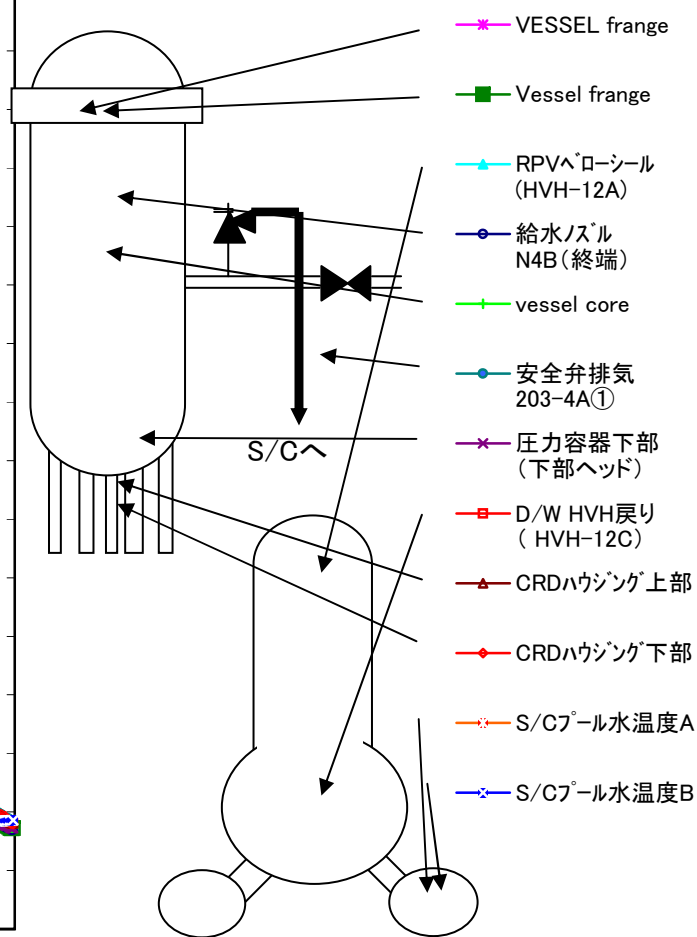 VESSEL frange
Vessel frange
RPVベローシール
(HVH-12A)
給水ノズル
N4B(終端)
vessel core
安全弁排気
203-4A①
S/Cへ
圧力容器下部
(下部ヘッド)
D/W HVH戻り
( HVH-12C)
CRDハウジング上部
CRDハウジング下部
S/Cプール水温度A
S/Cプール水温度B